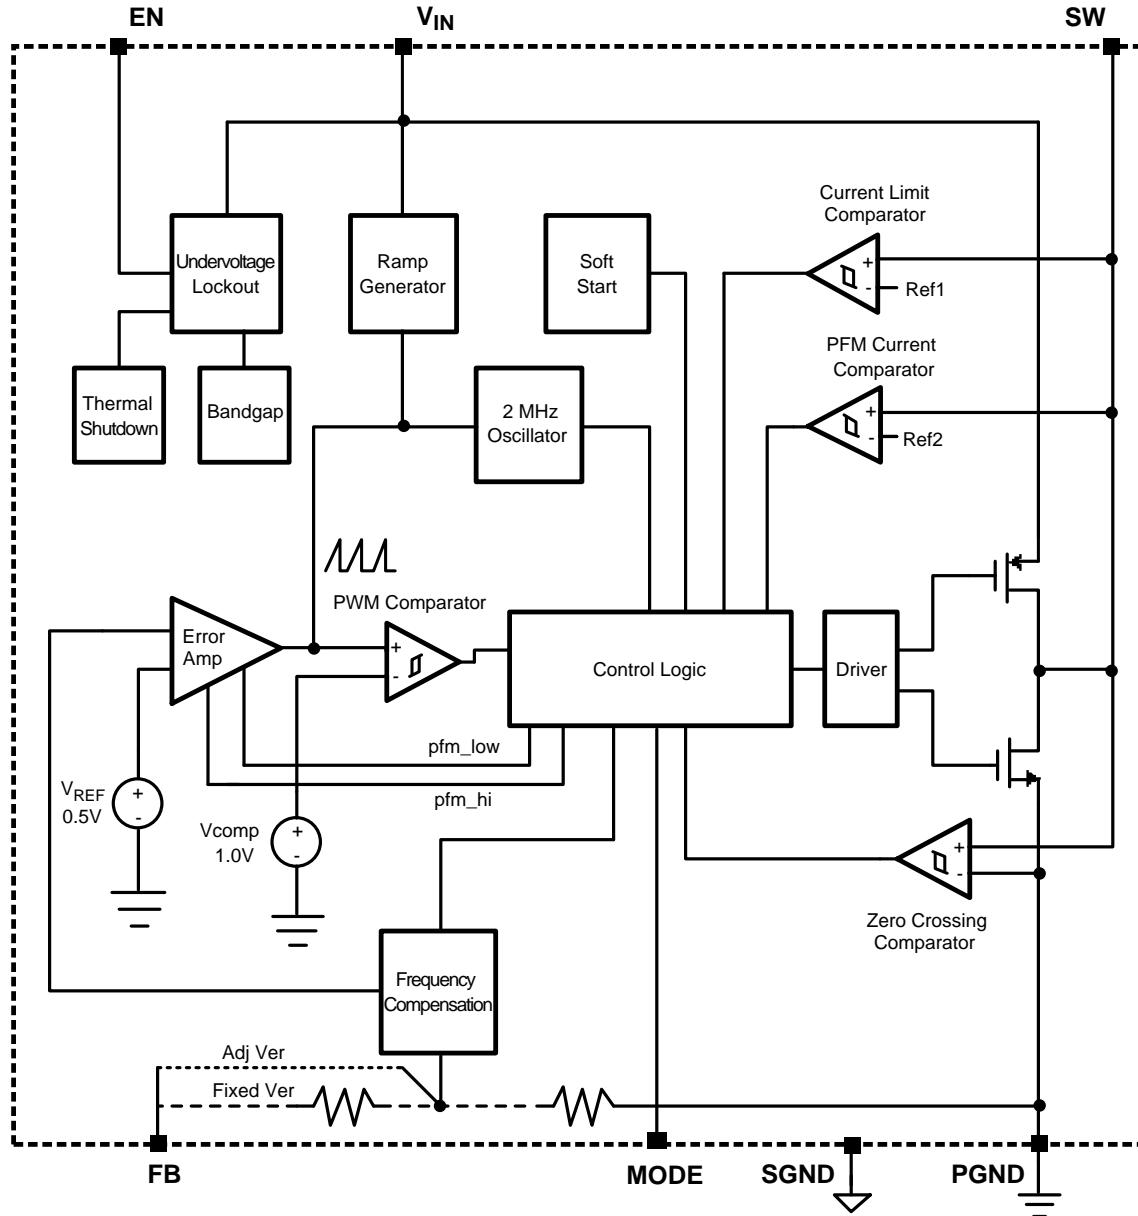 EN
VIN
SW
Current Limit
Comparator
Undervoltage
Lockout
Ramp
Generator
Soft
Start
+
-
Ref1
PFM Current
Comparator
Thermal
Shutdown
Bandgap
2 MHz
Oscillator
+
-
Ref2
PWM Comparator
Error
Amp
+
-
Control Logic
Driver
pfm_low
pfm_hi
VREF
0.5V
+
-
Vcomp
1.0V
+
-
+
-
Zero Crossing
Comparator
Frequency
Compensation
Adj Ver
Fixed Ver
FB
MODE
SGND
PGND